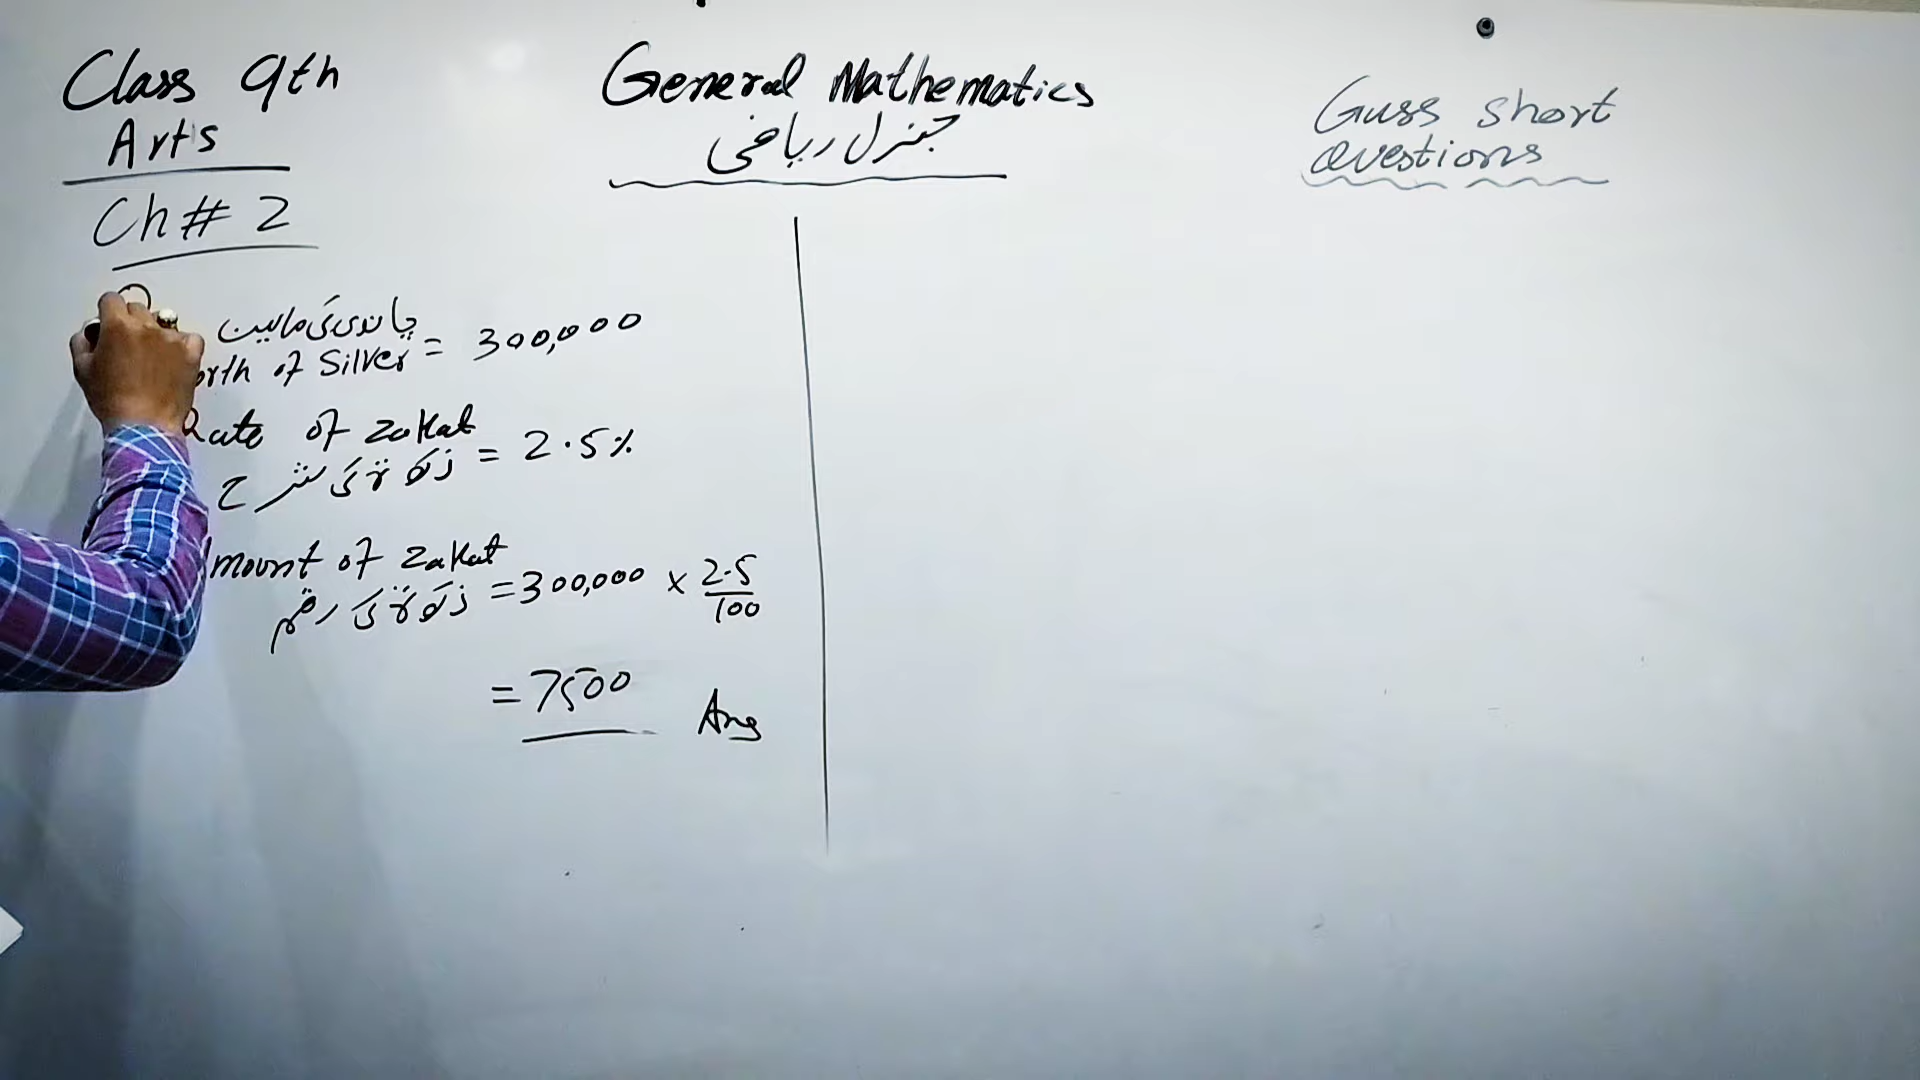 Class 9th
Arts
General Mathematics
جنرل ریاضی
Guss short
Questions
Ch # 2
چاندی کی مالیت
of Silver = 300,000
Rate of zakat
زکوٰۃ کی شرح = 2.5%
of zakat
زکوٰۃ کی رقم = 300,000 × 2.5/100
= 7500
Ans